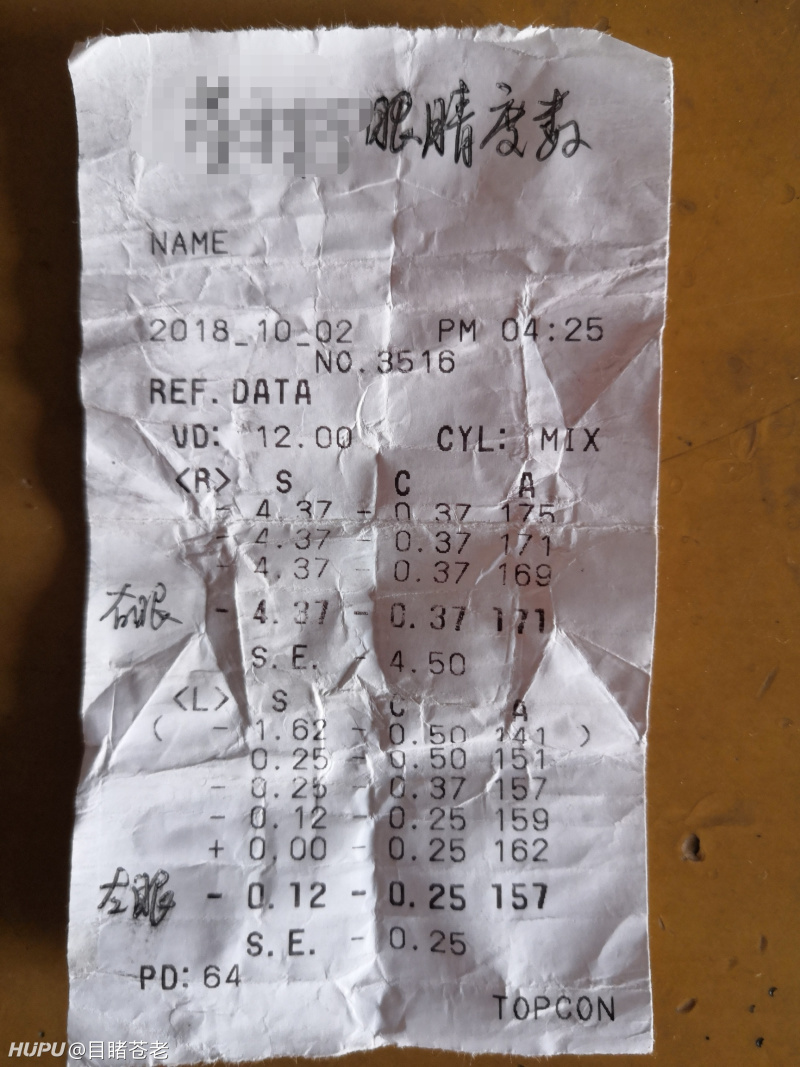 眼睛度数
NAME
2018_10_02 PM 04:25
NO.3516
REF.DATA
VD: 12.00 CYL: MIX
<R> S C A
- 4.37 - 0.37 175
- 4.37 - 0.37 171
- 4.37 - 0.37 169
右眼 - 4.37 - 0.37 171
S.E. - 4.50
<L> S C A
( - 1.62 - 0.50 141 )
0.25 - 0.50 151
- 0.25 - 0.37 157
- 0.12 - 0.25 159
+ 0.00 - 0.25 162
左眼 - 0.12 - 0.25 157
S.E. - 0.25
PD: 64
TOPCON
HUPU@目睹苍老